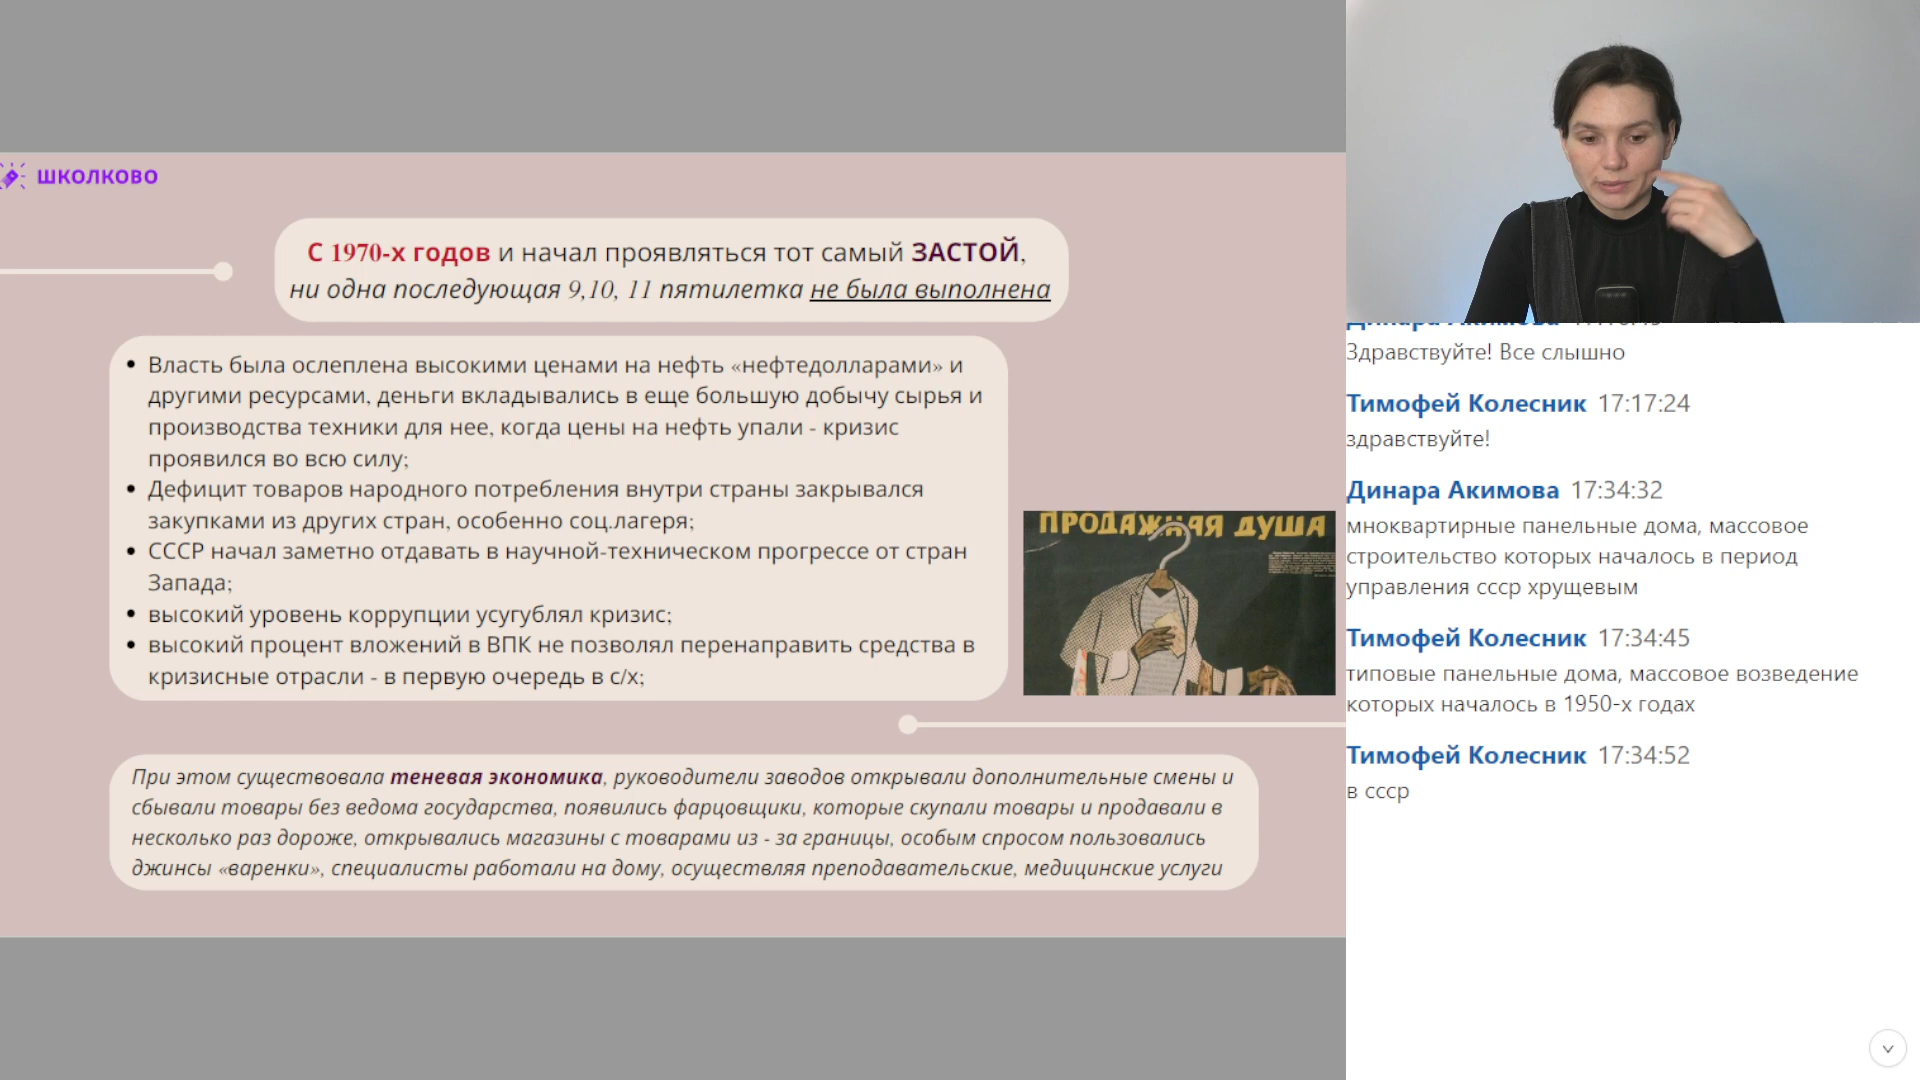 ШКОЛКОВО
С 1970-х годов и начал проявляться тот самый ЗАСТОЙ,
ни одна последующая 9,10, 11 пятилетка не была выполнена
• Власть была ослеплена высокими ценами на нефть «нефтедолларами» и
другими ресурсами, деньги вкладывались в еще большую добычу сырья и
производства техники для нее, когда цены на нефть упали - кризис
проявился во всю силу;
• Дефицит товаров народного потребления внутри страны закрывался
закупками из других стран, особенно соц.лагеря;
• СССР начал заметно отдавать в научной-техническом прогрессе от стран
Запада;
• высокий уровень коррупции усугублял кризис;
• высокий процент вложений в ВПК не позволял перенаправить средства в
кризисные отрасли - в первую очередь в с/х;
ПРОДАЖНАЯ ДУША
При этом существовала теневая экономика, руководители заводов открывали дополнительные смены и
сбывали товары без ведома государства, появились фарцовщики, которые скупали товары и продавали в
несколько раз дороже, открывались магазины с товарами из - за границы, особым спросом пользовались
джинсы «варенки», специалисты работали на дому, осуществляя преподавательские, медицинские услуги
Динара Акимова
Здравствуйте! Все слышно
Тимофей Колесник 17:17:24
здравствуйте!
Динара Акимова 17:34:32
мноквартирные панельные дома, массовое
строительство которых началось в период
управления ссср хрущевым
Тимофей Колесник 17:34:45
типовые панельные дома, массовое возведение
которых началось в 1950-х годах
Тимофей Колесник 17:34:52
в ссср